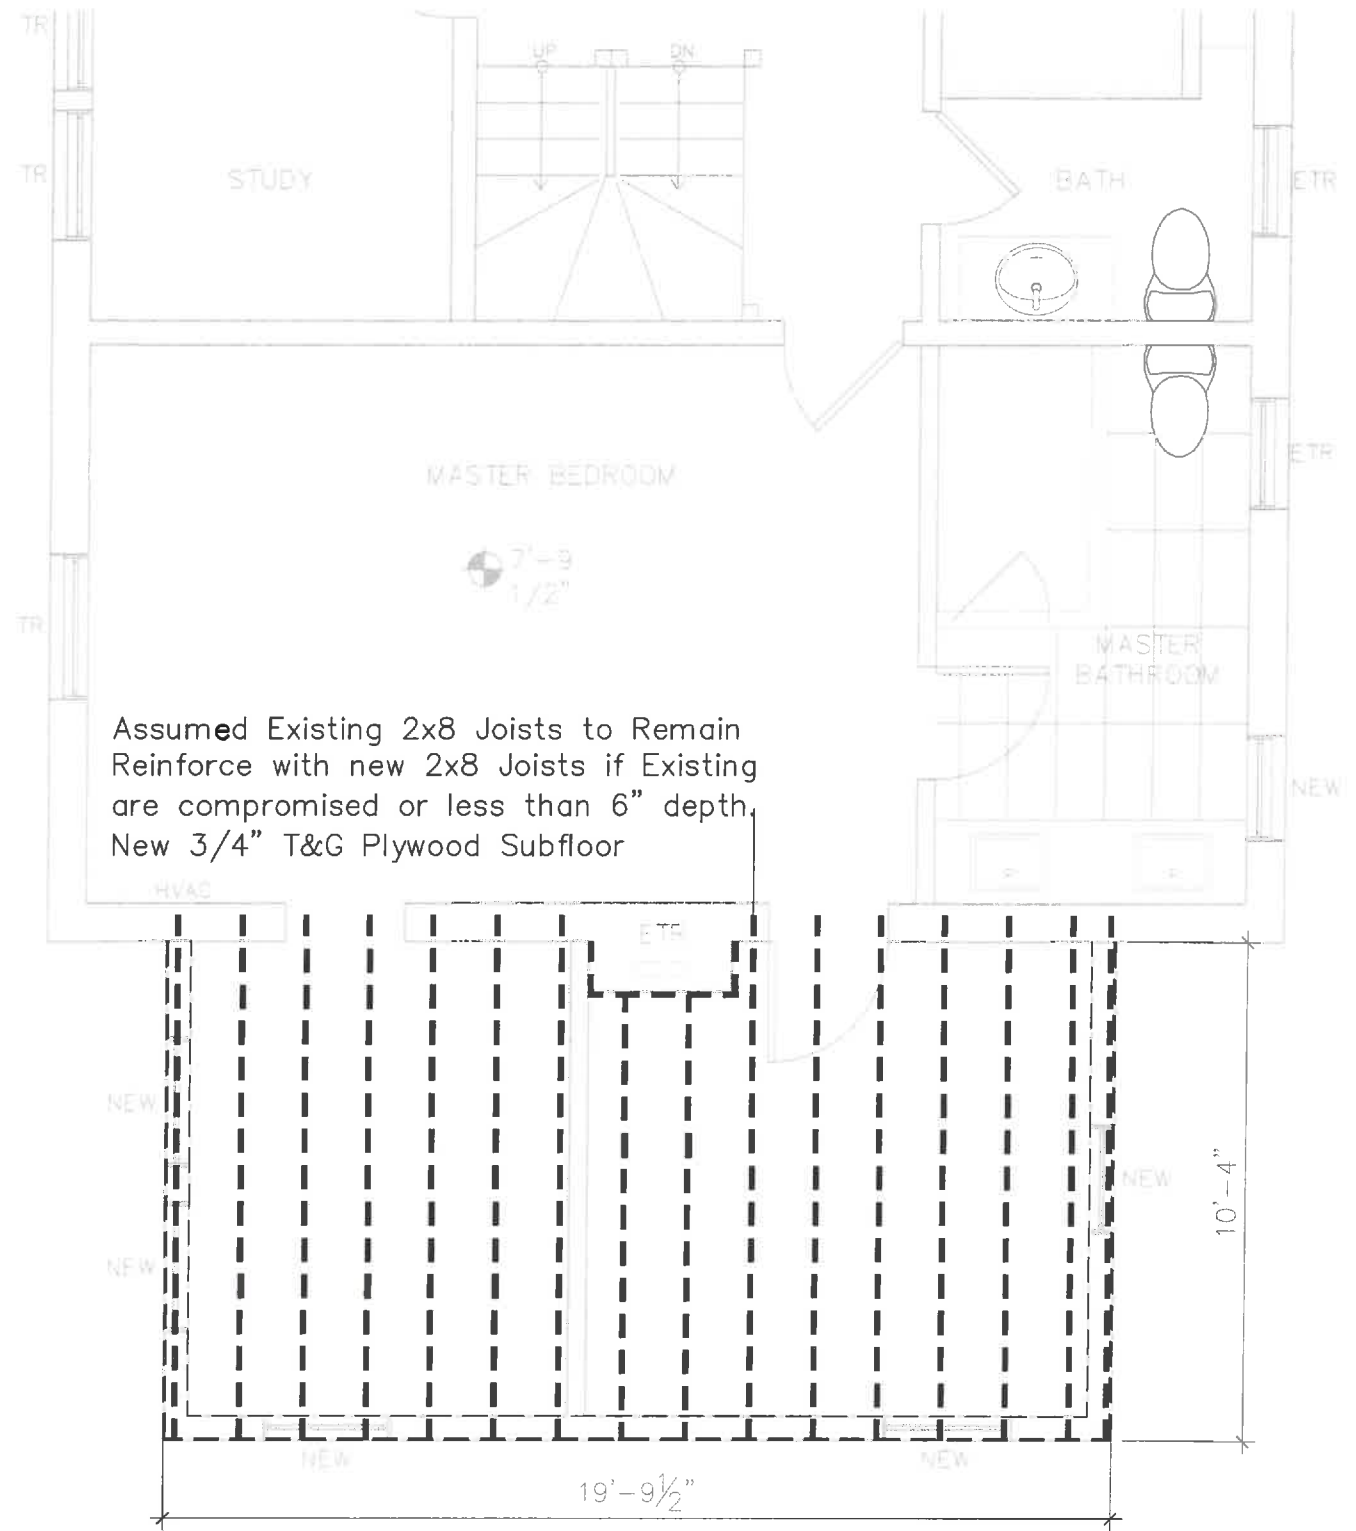 TR
UP
DN
TR
STUDY
BATH
ETR
MASTER BEDROOM
ETR
7'-9
1/2"
TR
MASTER
BATHROOM
Assumed Existing 2x8 Joists to Remain
Reinforce with new 2x8 Joists if Existing
are compromised or less than 6" depth.
New 3/4" T&G Plywood Subfloor
NEW
HVAC
ETR
NEW
NEW
10'-4"
NEW
NEW
NEW
19'-9½"